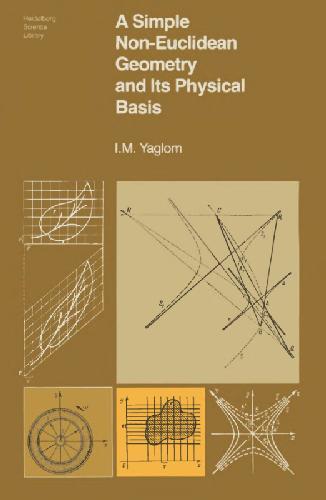 Heidelberg
Science
Library
A Simple
Non-Euclidean
Geometry
and Its Physical
Basis
I.M. Yaglom